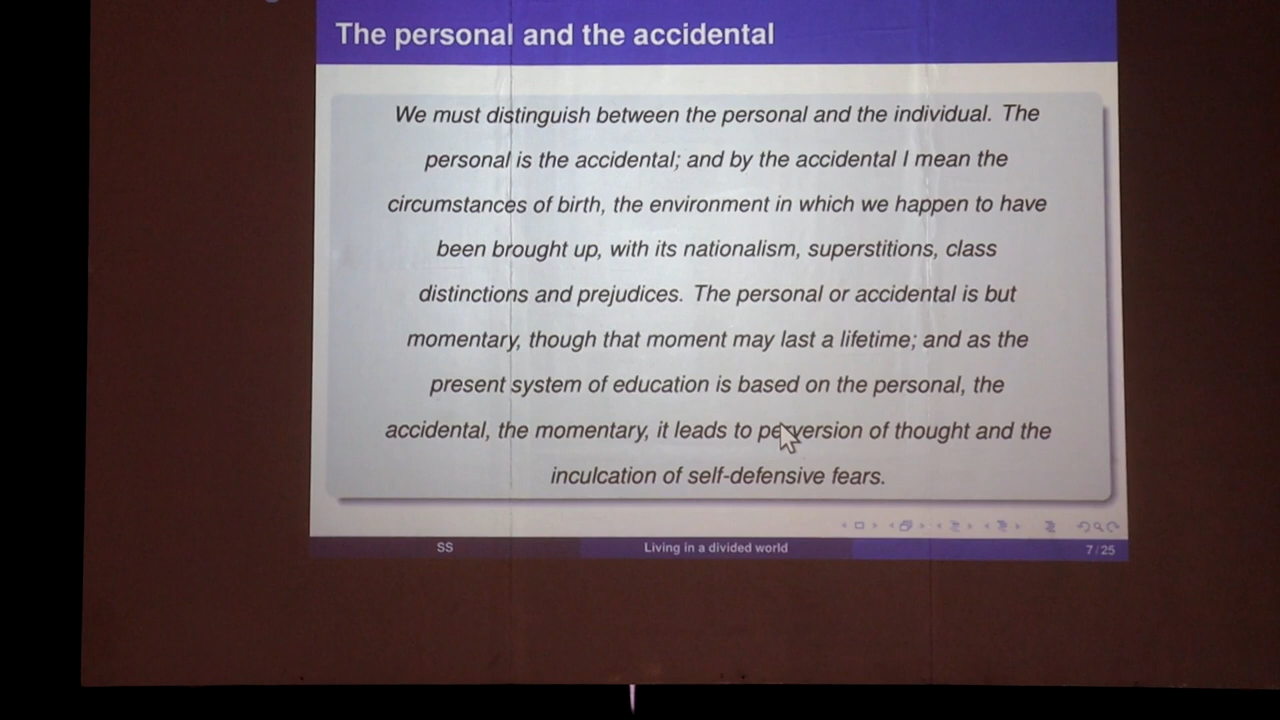 The personal and the accidental
We must distinguish between the personal and the individual. The
personal is the accidental; and by the accidental I mean the
circumstances of birth, the environment in which we happen to have
been brought up, with its nationalism, superstitions, class
distinctions and prejudices. The personal or accidental is but
momentary, though that moment may last a lifetime; and as the
present system of education is based on the personal, the
accidental, the momentary, it leads to perversion of thought and the
inculcation of self-defensive fears.
SS Living in a divided world 7/25